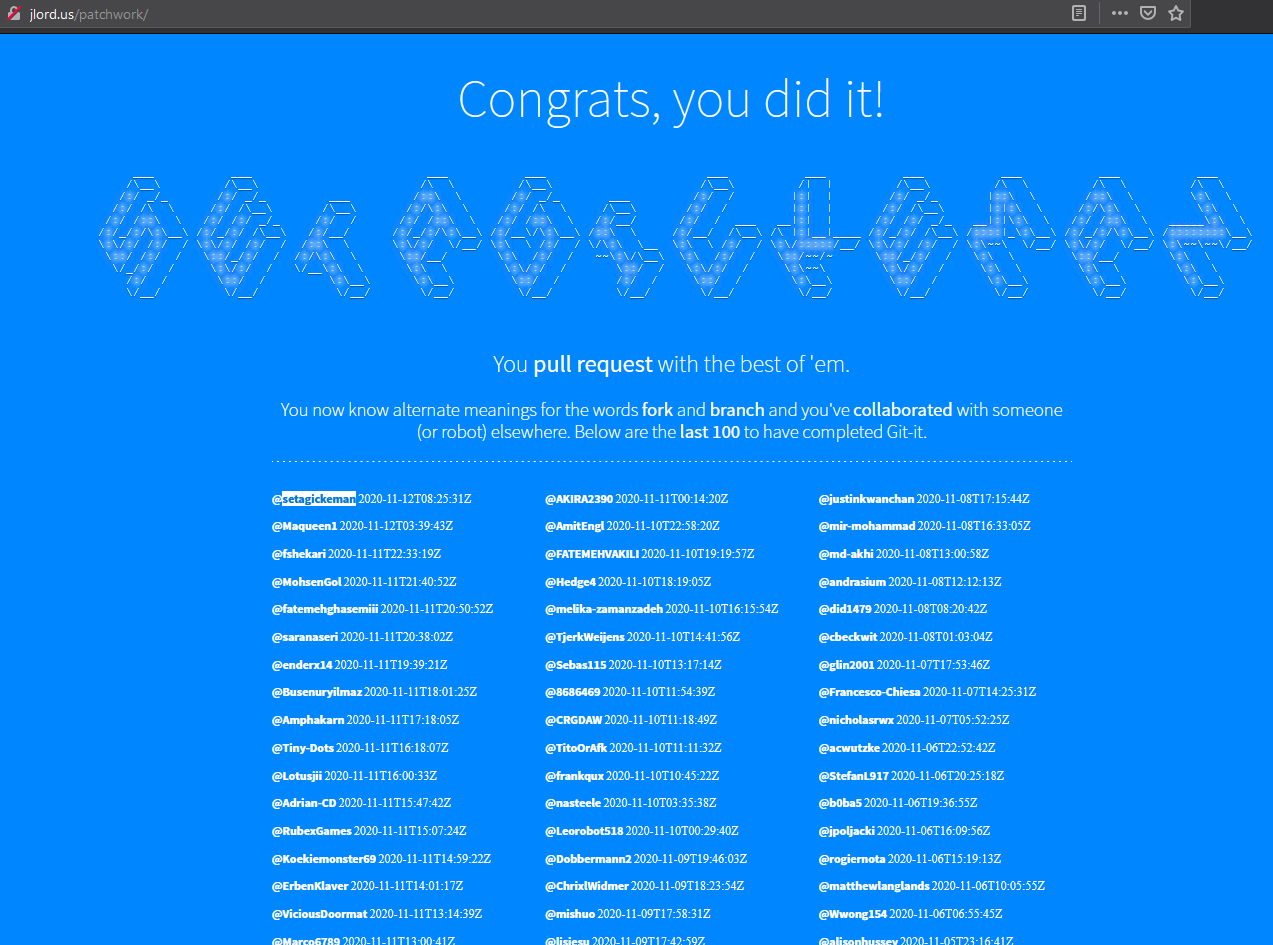 jlord.us/patchwork/
Congrats, you did it!
You pull request with the best of 'em.
You now know alternate meanings for the words fork and branch and you've collaborated with someone
(or robot) elsewhere. Below are the last 100 to have completed Git-it.
@setagickeman 2020-11-12T08:25:31Z
@Maqueen1 2020-11-12T03:39:43Z
@fshekari 2020-11-11T22:33:19Z
@MohsenGol 2020-11-11T21:40:52Z
@fatemehghasemiii 2020-11-11T20:50:52Z
@saranaseri 2020-11-11T20:38:02Z
@enderx14 2020-11-11T19:39:21Z
@Busenuryilmaz 2020-11-11T18:01:25Z
@Amphakarn 2020-11-11T17:18:05Z
@Tiny-Dots 2020-11-11T16:18:07Z
@Lotusjii 2020-11-11T16:00:33Z
@Adrian-CD 2020-11-11T15:47:42Z
@RubexGames 2020-11-11T15:07:24Z
@Koekiemonster69 2020-11-11T14:59:22Z
@ErbenKlaver 2020-11-11T14:01:17Z
@ViciousDoormat 2020-11-11T13:14:39Z
@Marco6789 2020-11-11T13:00:41Z
@AKIRA2390 2020-11-11T00:14:20Z
@AmitEngl 2020-11-10T22:58:20Z
@FATEMEHVAKILI 2020-11-10T19:19:57Z
@Hedge4 2020-11-10T18:19:05Z
@melika-zamanzadeh 2020-11-10T16:15:54Z
@TjerkWeijens 2020-11-10T14:41:56Z
@Sebas115 2020-11-10T13:17:14Z
@8686469 2020-11-10T11:54:39Z
@CRGDAW 2020-11-10T11:18:49Z
@TitoOrAfk 2020-11-10T11:11:32Z
@frankqux 2020-11-10T10:45:22Z
@nasteele 2020-11-10T03:35:38Z
@Leorobot518 2020-11-10T00:29:40Z
@Dobbermann2 2020-11-09T19:46:03Z
@ChrixlWidmer 2020-11-09T18:23:54Z
@mishuo 2020-11-09T17:58:31Z
@lisiesu 2020-11-09T17:42:59Z
@justinkwanchan 2020-11-08T17:15:44Z
@mir-mohammad 2020-11-08T16:33:05Z
@md-akhi 2020-11-08T13:00:58Z
@andrasium 2020-11-08T12:12:13Z
@did1479 2020-11-08T08:20:42Z
@cbeckwit 2020-11-08T01:03:04Z
@glin2001 2020-11-07T17:53:46Z
@Francesco-Chiesa 2020-11-07T14:25:31Z
@nicholasrwx 2020-11-07T05:52:25Z
@acwutzke 2020-11-06T22:52:42Z
@StefanL917 2020-11-06T20:25:18Z
@b0ba5 2020-11-06T19:36:55Z
@jpoljacki 2020-11-06T16:09:56Z
@rogiernota 2020-11-06T15:19:13Z
@matthewlanglands 2020-11-06T10:05:55Z
@Wwong154 2020-11-06T06:55:45Z
@alisonhussey 2020-11-05T23:16:41Z